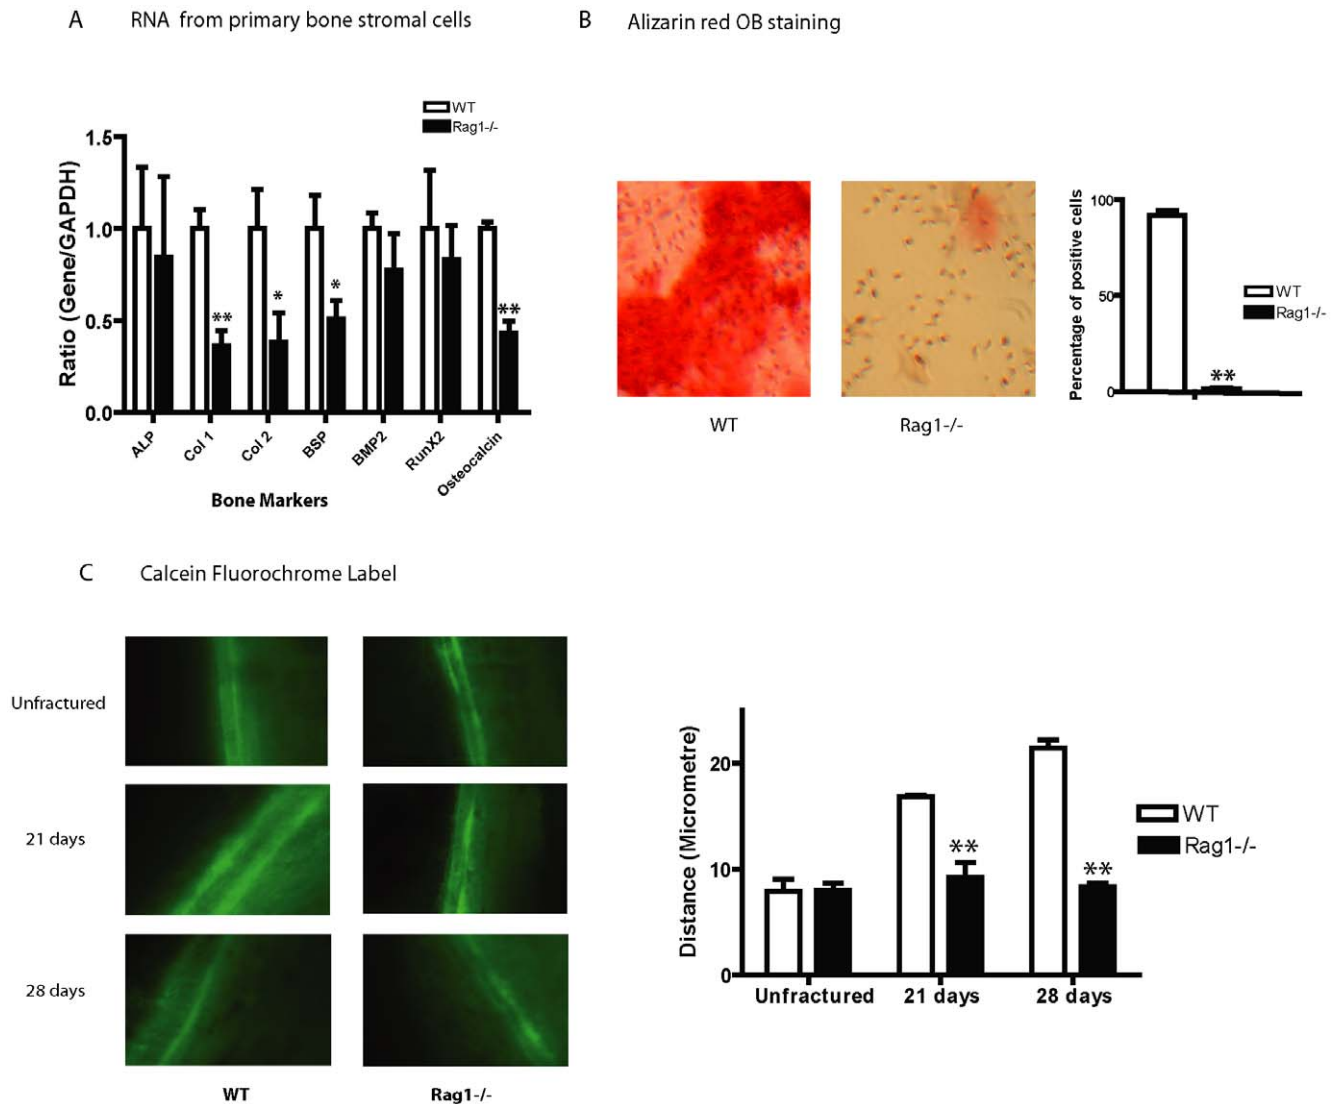 A RNA from primary bone stromal cells
WT
Rag1-/-
1.5
1.0
0.5
0.0
Ratio (Gene/GAPDH)
** * * **
ALP Col 1 Col 2 BSP BMP2 RunX2 Osteocalcin
Bone Markers
B Alizarin red OB staining
WT Rag1-/-
100
50
0
Percentage of positive cells
**
WT
Rag1-/-
C Calcein Fluorochrome Label
Unfractured
21 days
28 days
WT Rag1-/-
20
10
0
Distance (Micrometre)
** **
Unfractured 21 days 28 days
WT
Rag1-/-